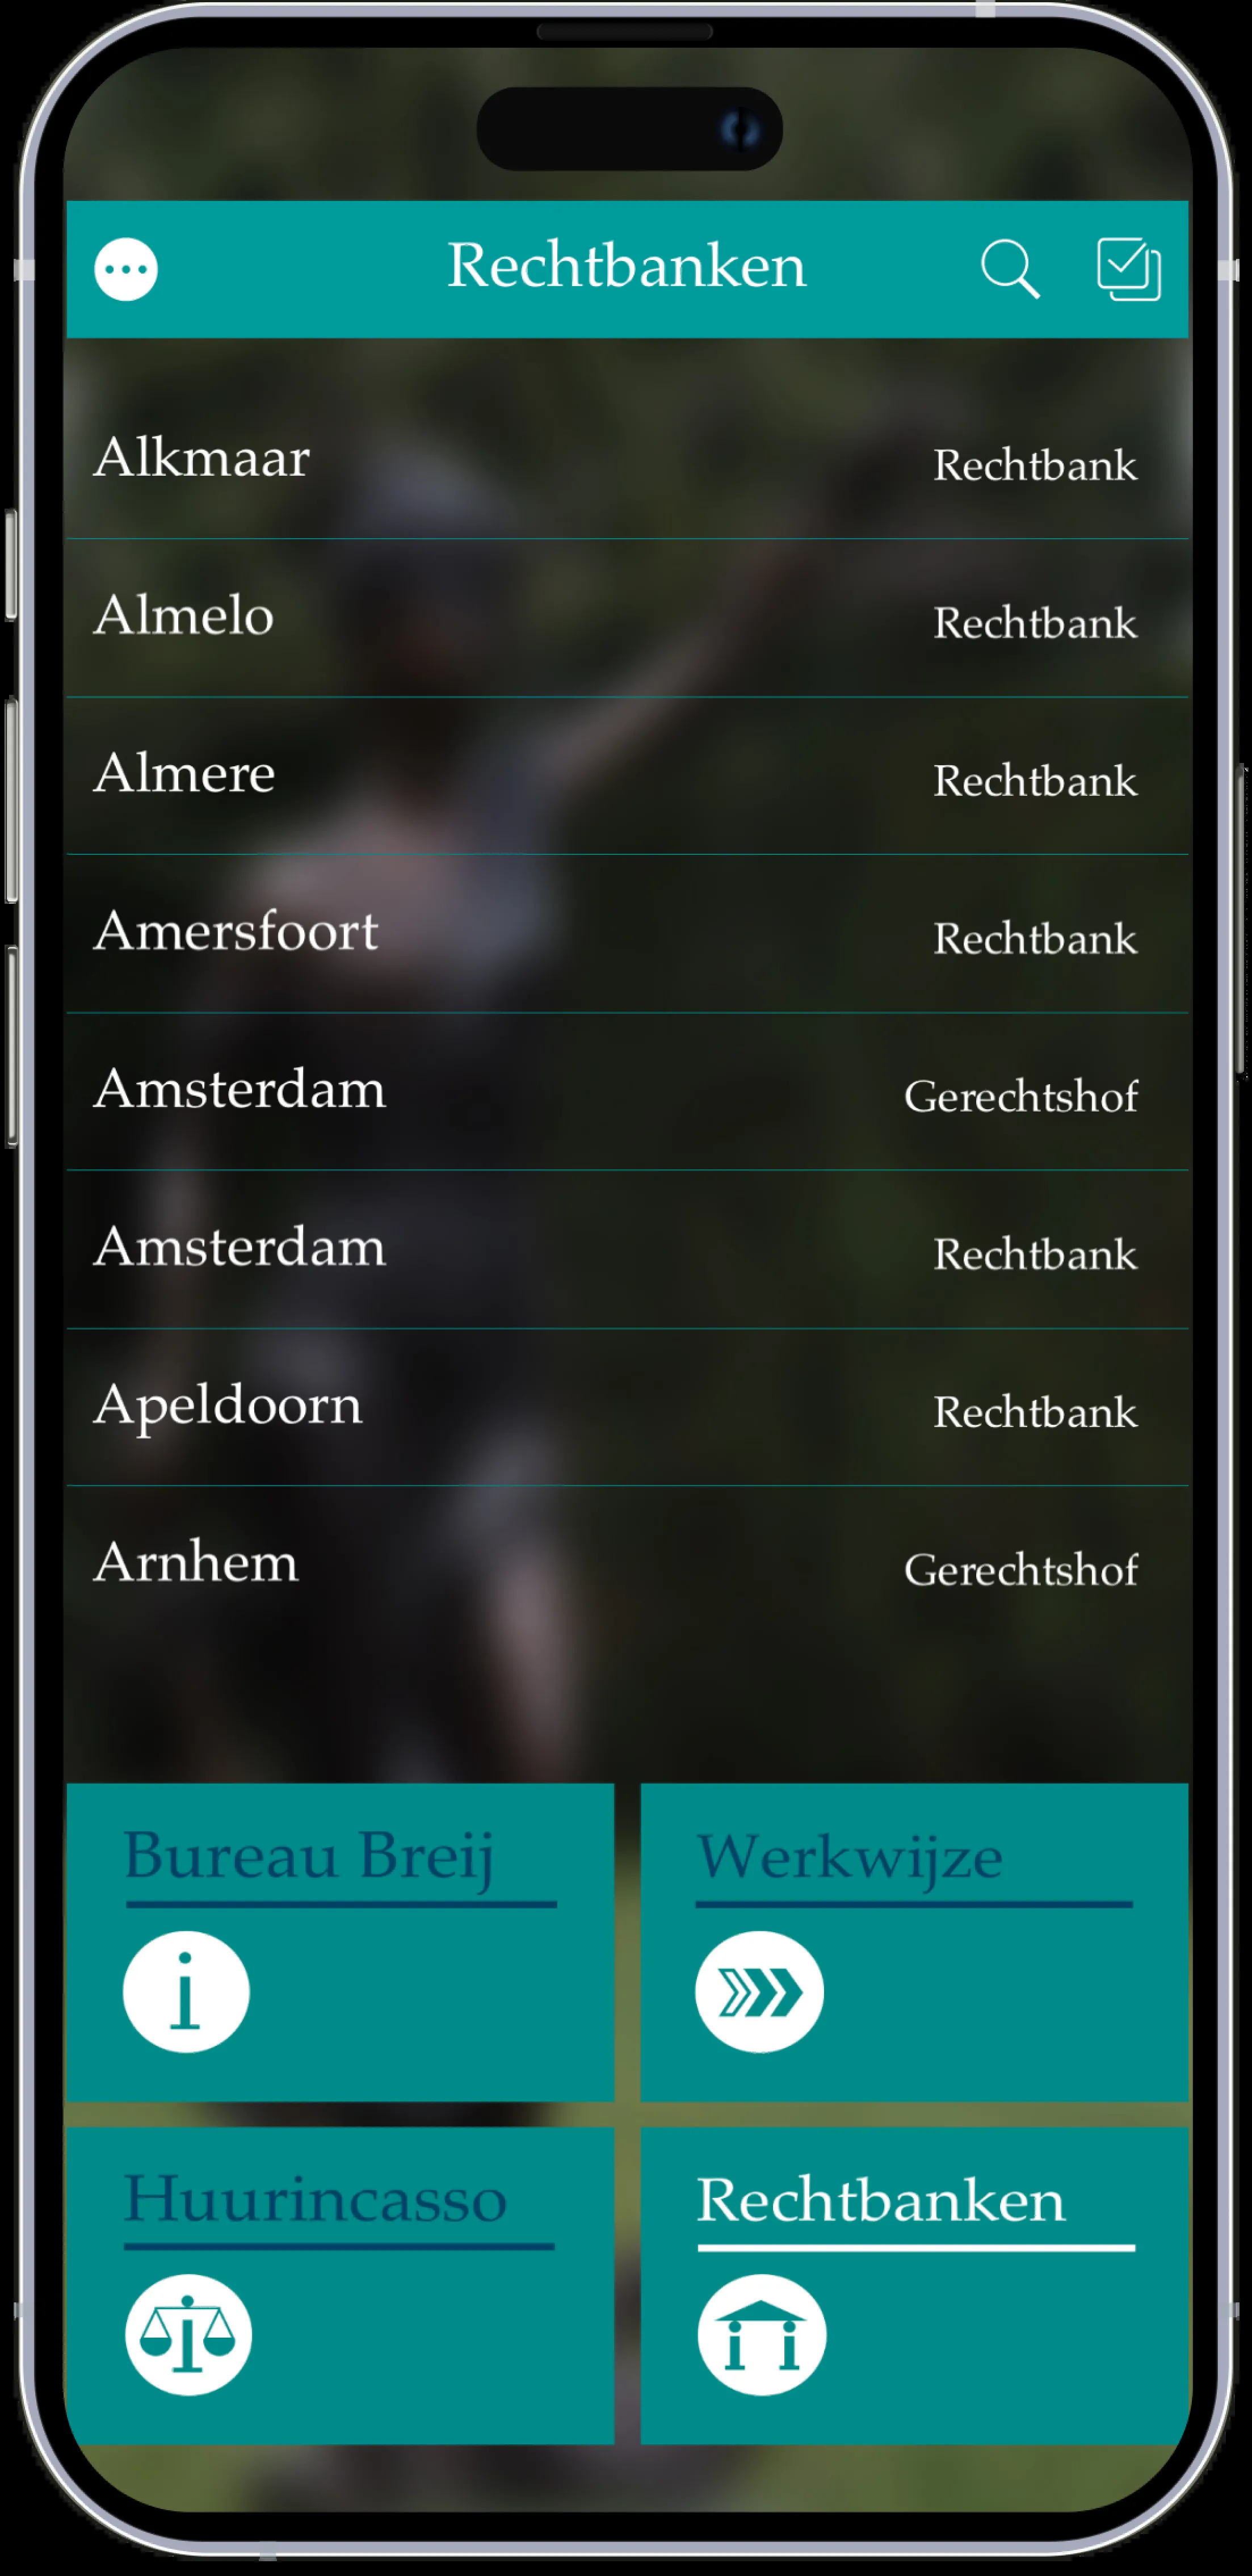 Rechtbanken
Alkmaar Rechtbank
Almelo Rechtbank
Almere Rechtbank
Amersfoort Rechtbank
Amsterdam Gerechtshof
Amsterdam Rechtbank
Apeldoorn Rechtbank
Arnhem Gerechtshof
Bureau Breij
Werkwijze
Huurincasso
Rechtbanken